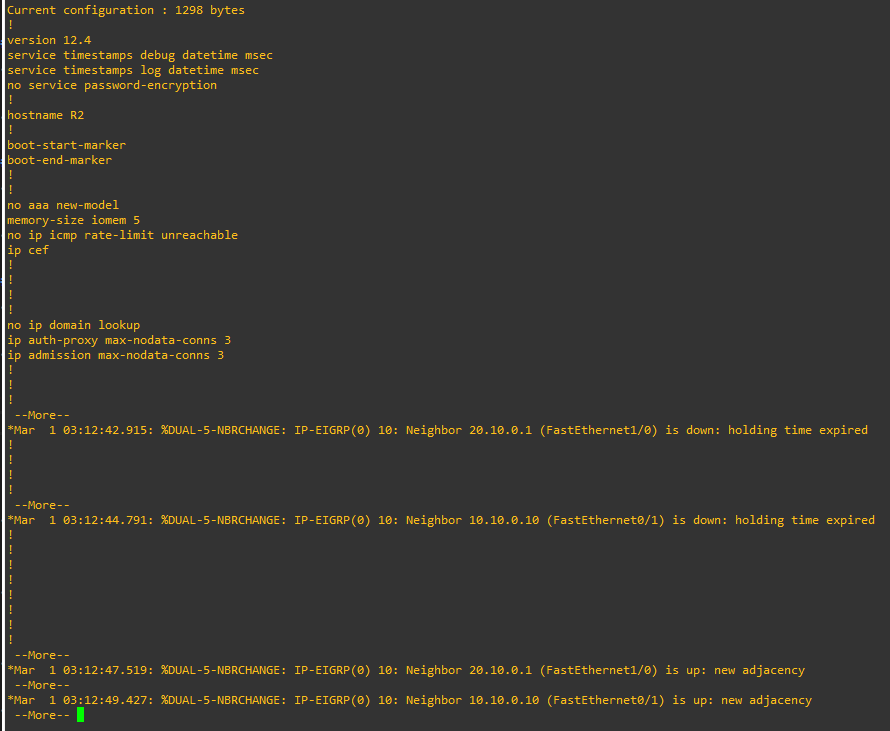 Current configuration : 1298 bytes
!
version 12.4
service timestamps debug datetime msec
service timestamps log datetime msec
no service password-encryption
!
hostname R2
!
boot-start-marker
boot-end-marker
!
!
no aaa new-model
memory-size iomem 5
no ip icmp rate-limit unreachable
ip cef
!
!
!
!
no ip domain lookup
ip auth-proxy max-nodata-conns 3
ip admission max-nodata-conns 3
!
!
!
--More--
*Mar  1 03:12:42.915: %DUAL-5-NBRCHANGE: IP-EIGRP(0) 10: Neighbor 20.10.0.1 (FastEthernet1/0) is down: holding time expired
!
!
!
!
--More--
*Mar  1 03:12:44.791: %DUAL-5-NBRCHANGE: IP-EIGRP(0) 10: Neighbor 10.10.0.10 (FastEthernet0/1) is down: holding time expired
!
!
!
!
!
!
!
!
--More--
*Mar  1 03:12:47.519: %DUAL-5-NBRCHANGE: IP-EIGRP(0) 10: Neighbor 20.10.0.1 (FastEthernet1/0) is up: new adjacency
--More--
*Mar  1 03:12:49.427: %DUAL-5-NBRCHANGE: IP-EIGRP(0) 10: Neighbor 10.10.0.10 (FastEthernet0/1) is up: new adjacency
--More--